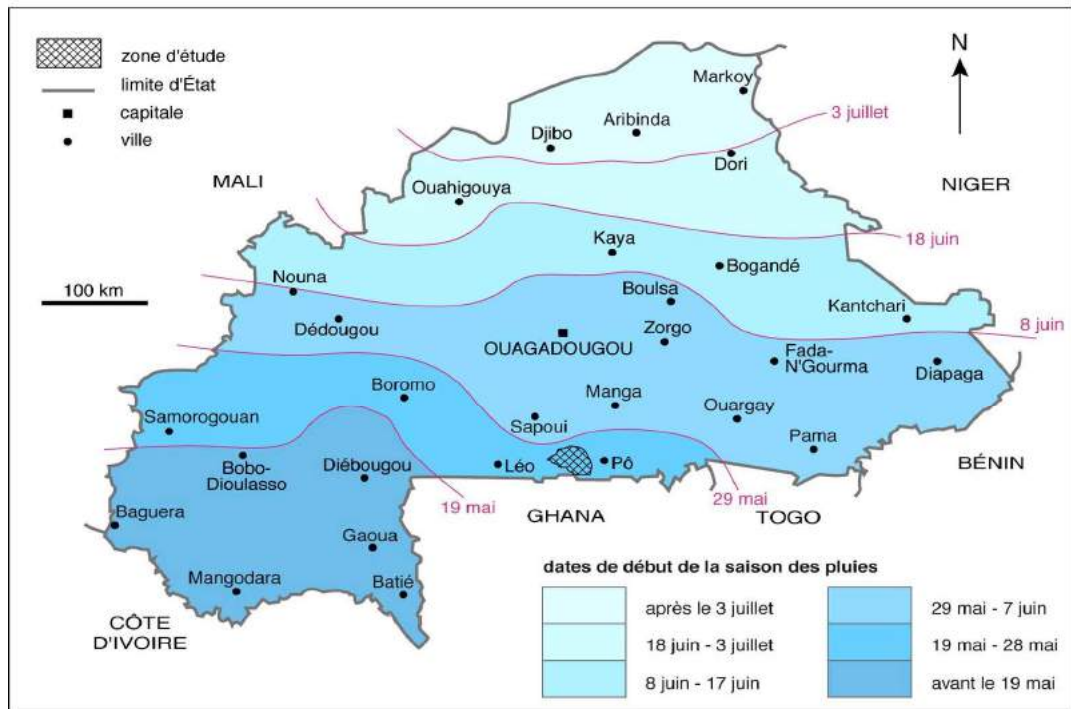 zone d'étude
limite d'État
capitale
ville
N
Markoy
3 juillet
Aribinda
Djibo
Dori
MALI
NIGER
Ouahigouya
18 juin
Kaya
Bogandé
Nouna
100 km
Boulsa
Kantchari
Dédougou
Zorgo
8 juin
OUAGADOUGOU
Fada-
N'Gourma
Diapaga
Boromo
Manga
Ouargay
Samorogouan
Sapoui
Pama
Bobo-
Dioulasso
Diébougou
Léo
Pô
BÉNIN
19 mai
29 mai
GHANA
TOGO
Baguera
Gaoua
Mangodara
Batié
CÔTE
D'IVOIRE
dates de début de la saison des pluies
après le 3 juillet
18 juin - 3 juillet
8 juin - 17 juin
29 mai - 7 juin
19 mai - 28 mai
avant le 19 mai